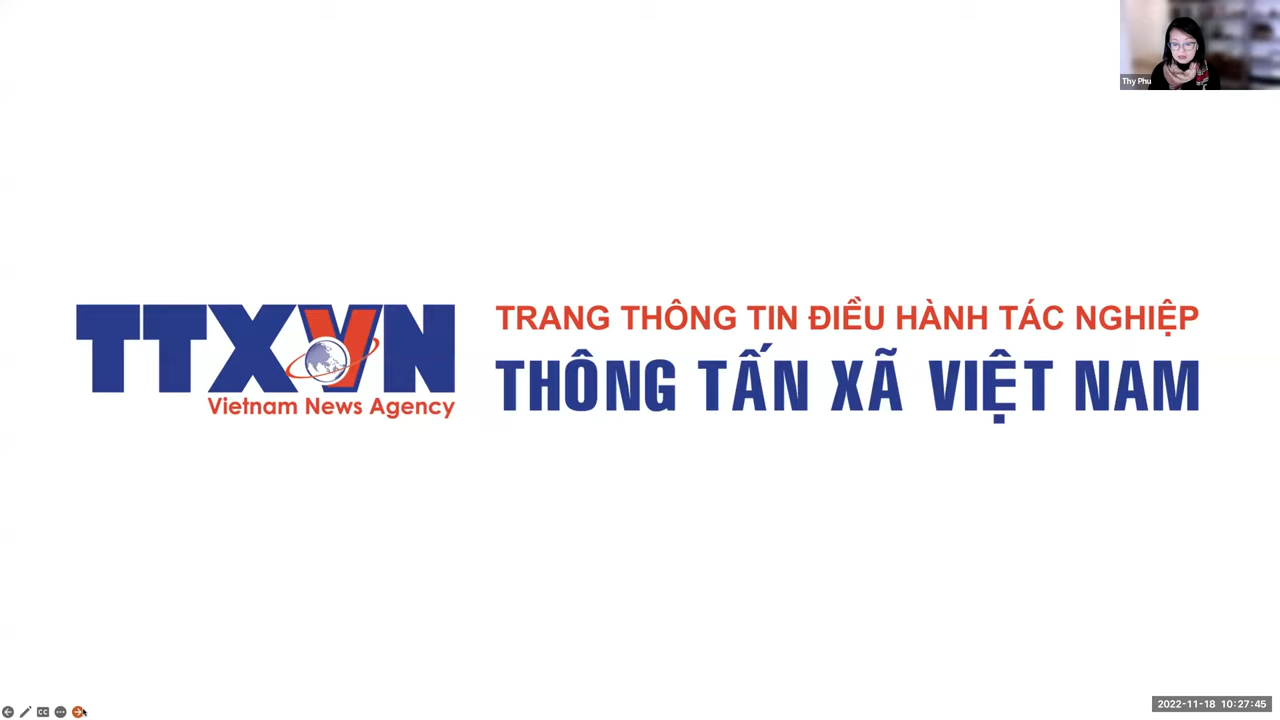 Thy Phu
TTXVN
Vietnam News Agency
TRANG THÔNG TIN ĐIỀU HÀNH TÁC NGHIỆP
THÔNG TẤN XÃ VIỆT NAM
CC
2022-11-18 10:27:45